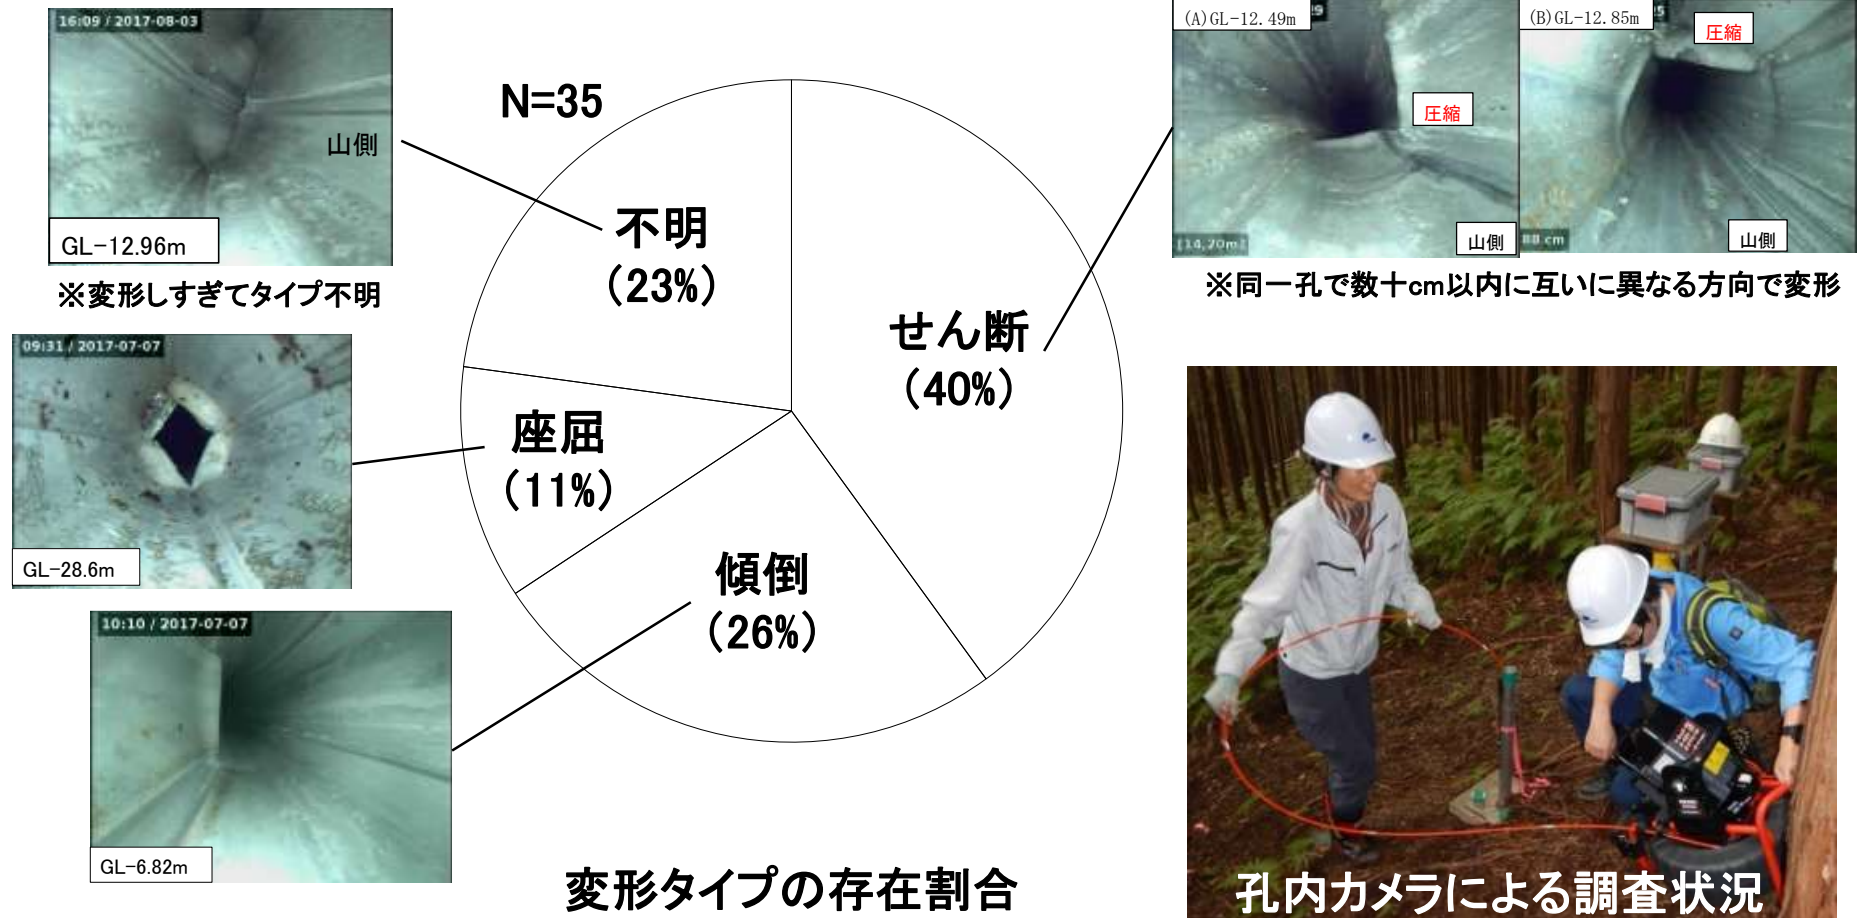 16:09 / 2017-08-03
山側
GL-12.96m
※変形しすぎてタイプ不明
09:31 / 2017-07-07
GL-28.6m
10:10 / 2017-07-07
GL-6.82m
N=35
不明
(23%)
せん断
(40%)
座屈
(11%)
傾倒
(26%)
変形タイプの存在割合
(A)GL-12.49m
圧縮
山側
[14,20m]
(B)GL-12.85m
圧縮
山側
88 cm
※同一孔で数十cm以内に互いに異なる方向で変形
孔内カメラによる調査状況